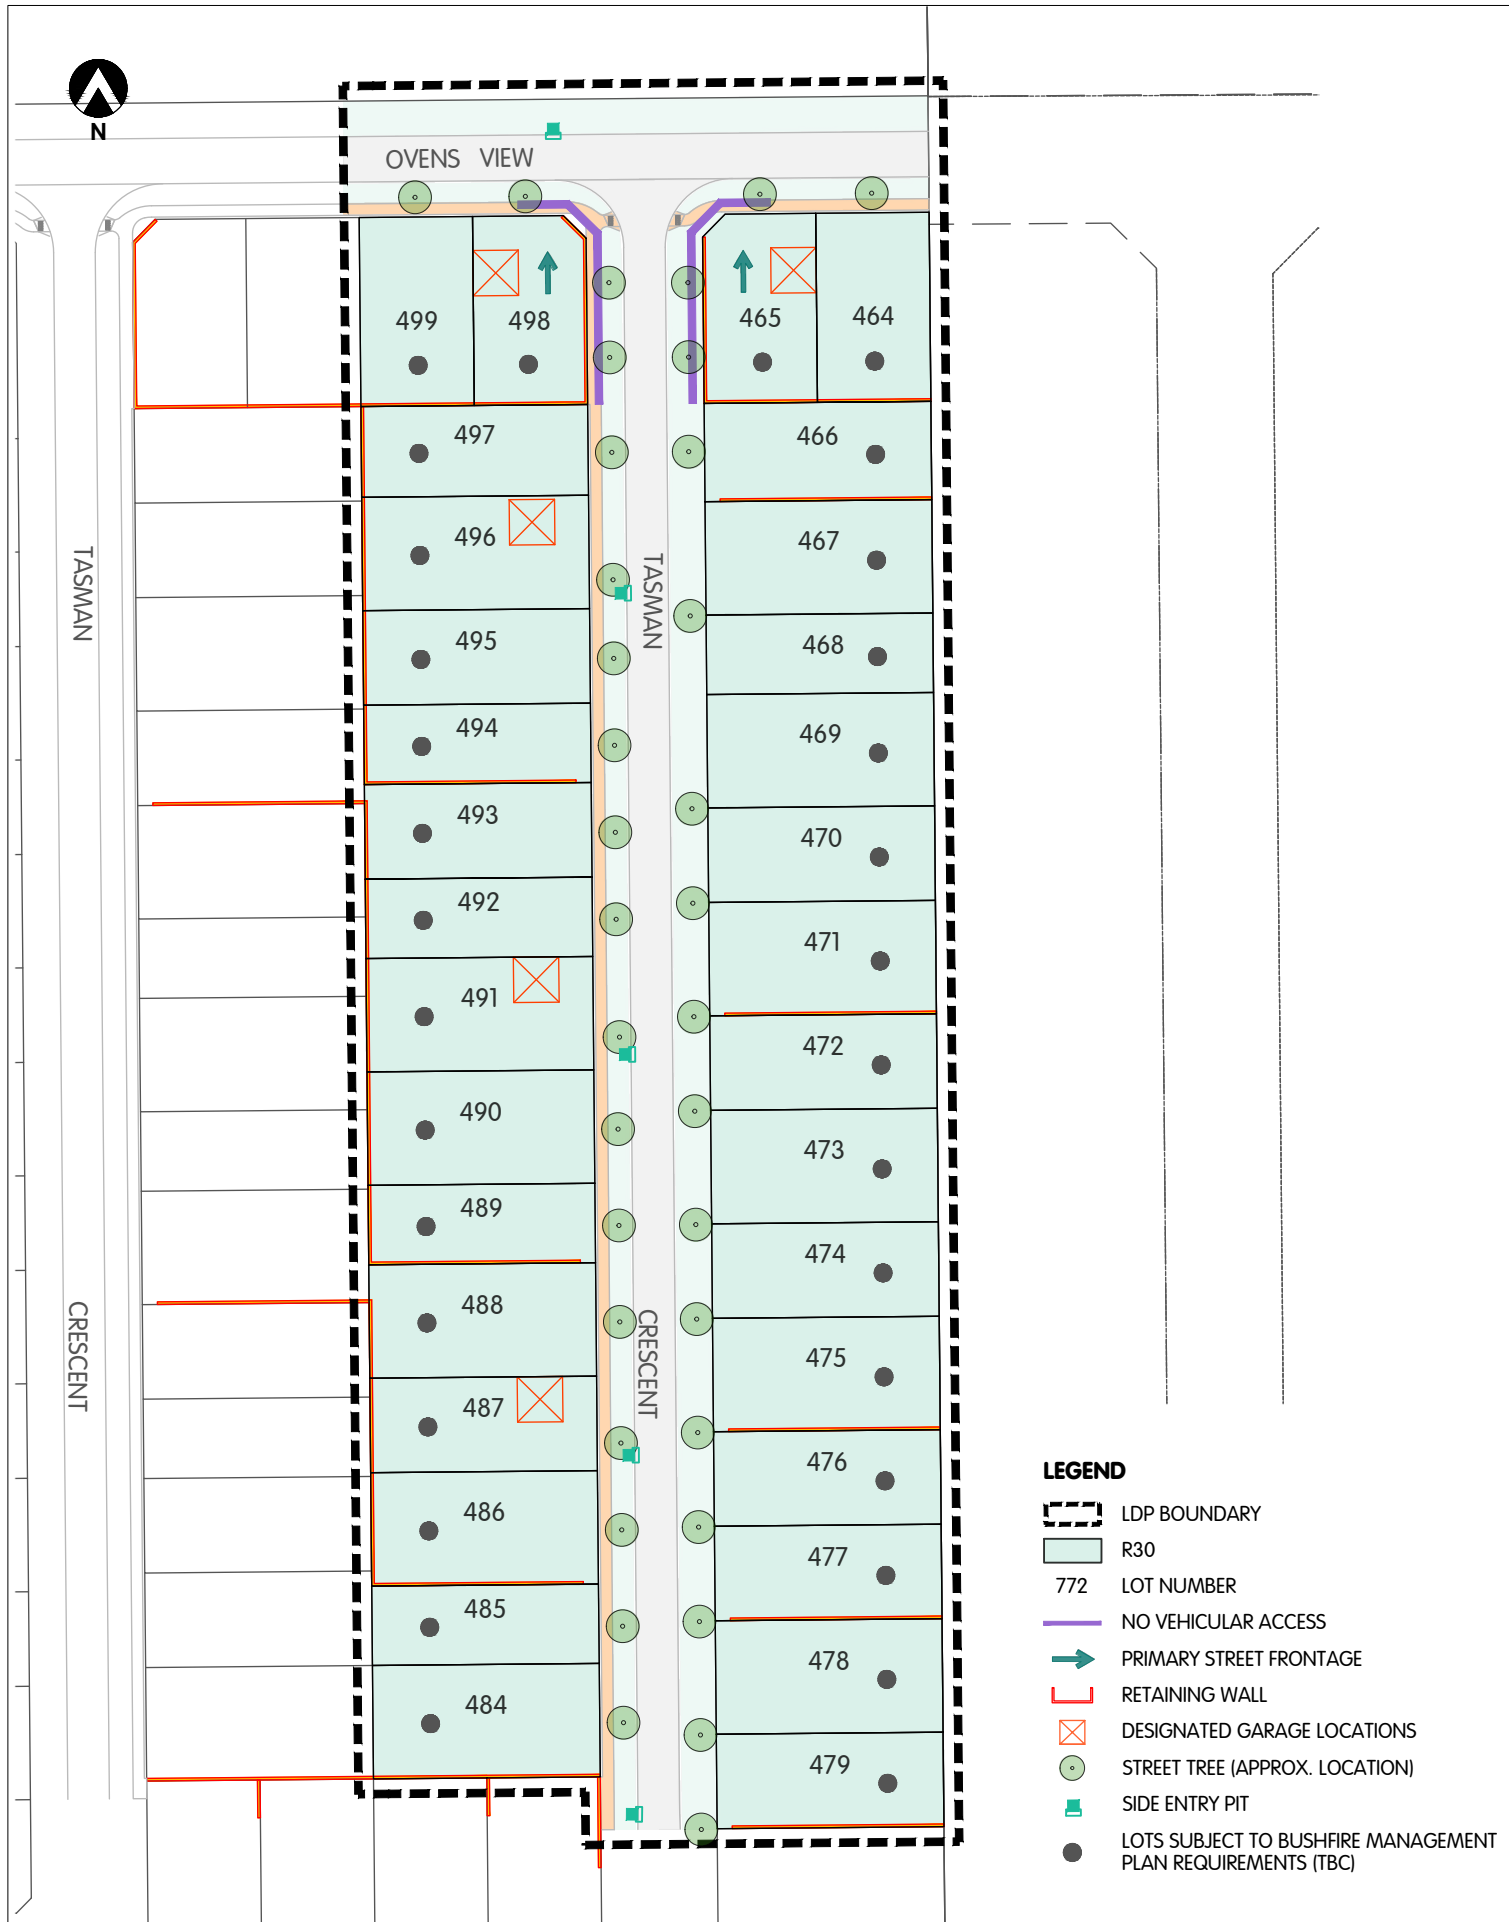 N
OVENS VIEW
499
498
465
464
497
466
496
467
TASMAN
TASMAN
495
468
494
469
493
470
492
471
491
472
490
473
489
474
488
475
CRESCENT
CRESCENT
487
476
486
477
485
478
484
479
LEGEND
LDP BOUNDARY
R30
772 LOT NUMBER
NO VEHICULAR ACCESS
PRIMARY STREET FRONTAGE
RETAINING WALL
DESIGNATED GARAGE LOCATIONS
STREET TREE (APPROX. LOCATION)
SIDE ENTRY PIT
LOTS SUBJECT TO BUSHFIRE MANAGEMENT
PLAN REQUIREMENTS (TBC)